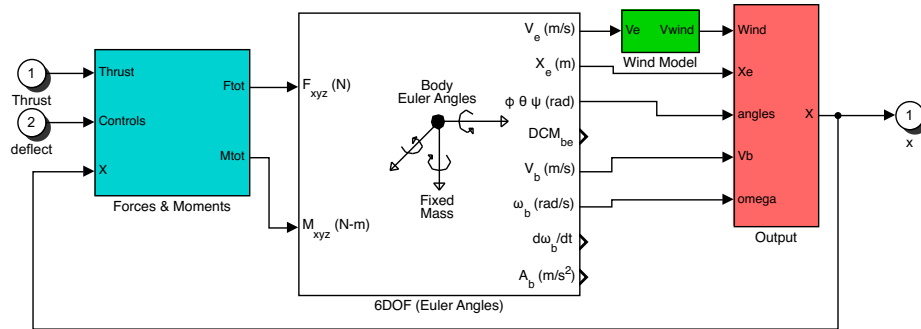 1
Thrust
2
deflect
Thrust
Controls
X
Ftot
Mtot
Forces & Moments
F_xyz (N)
M_xyz (N-m)
Body
Euler Angles
Fixed
Mass
V_e (m/s)
X_e (m)
ϕ θ ψ (rad)
DCM_be
V_b (m/s)
ω_b (rad/s)
dω_b/dt
A_b (m/s²)
6DOF (Euler Angles)
Ve
Vwind
Wind Model
Wind
Xe
angles
Vb
omega
X
Output
1
x